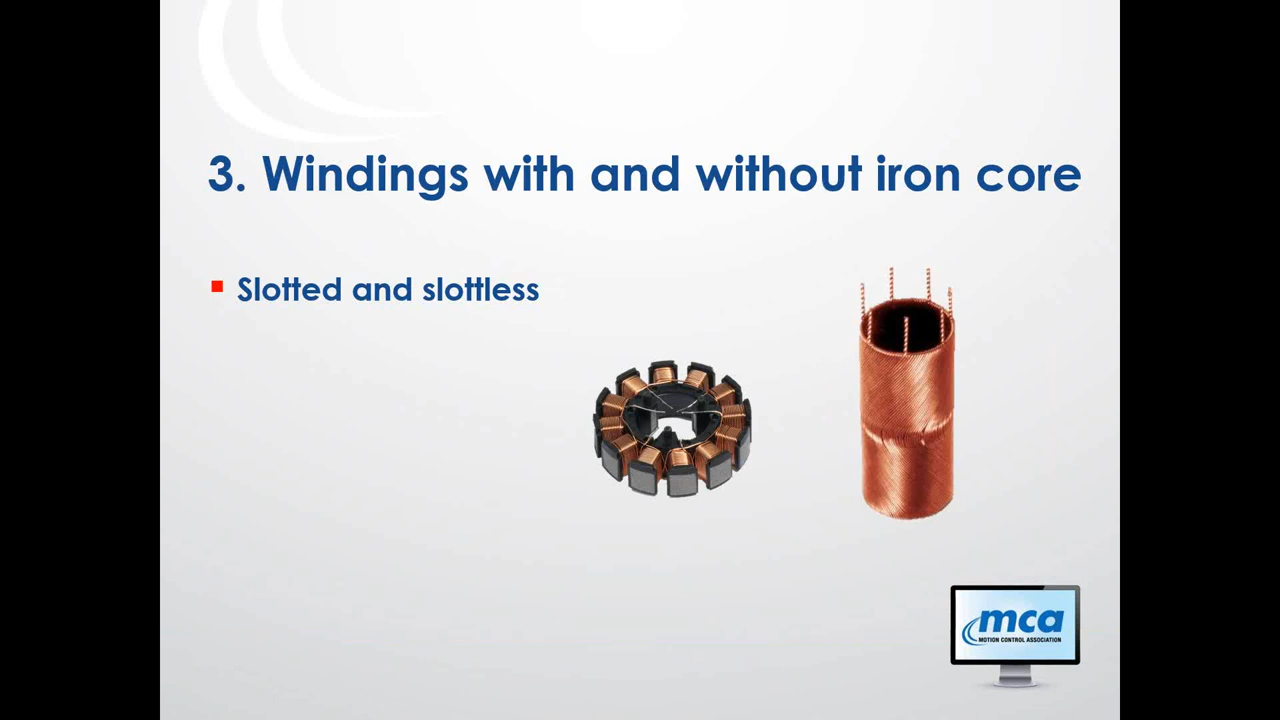 3. Windings with and without iron core
Slotted and slottless
mca
MOTION CONTROL ASSOCIATION